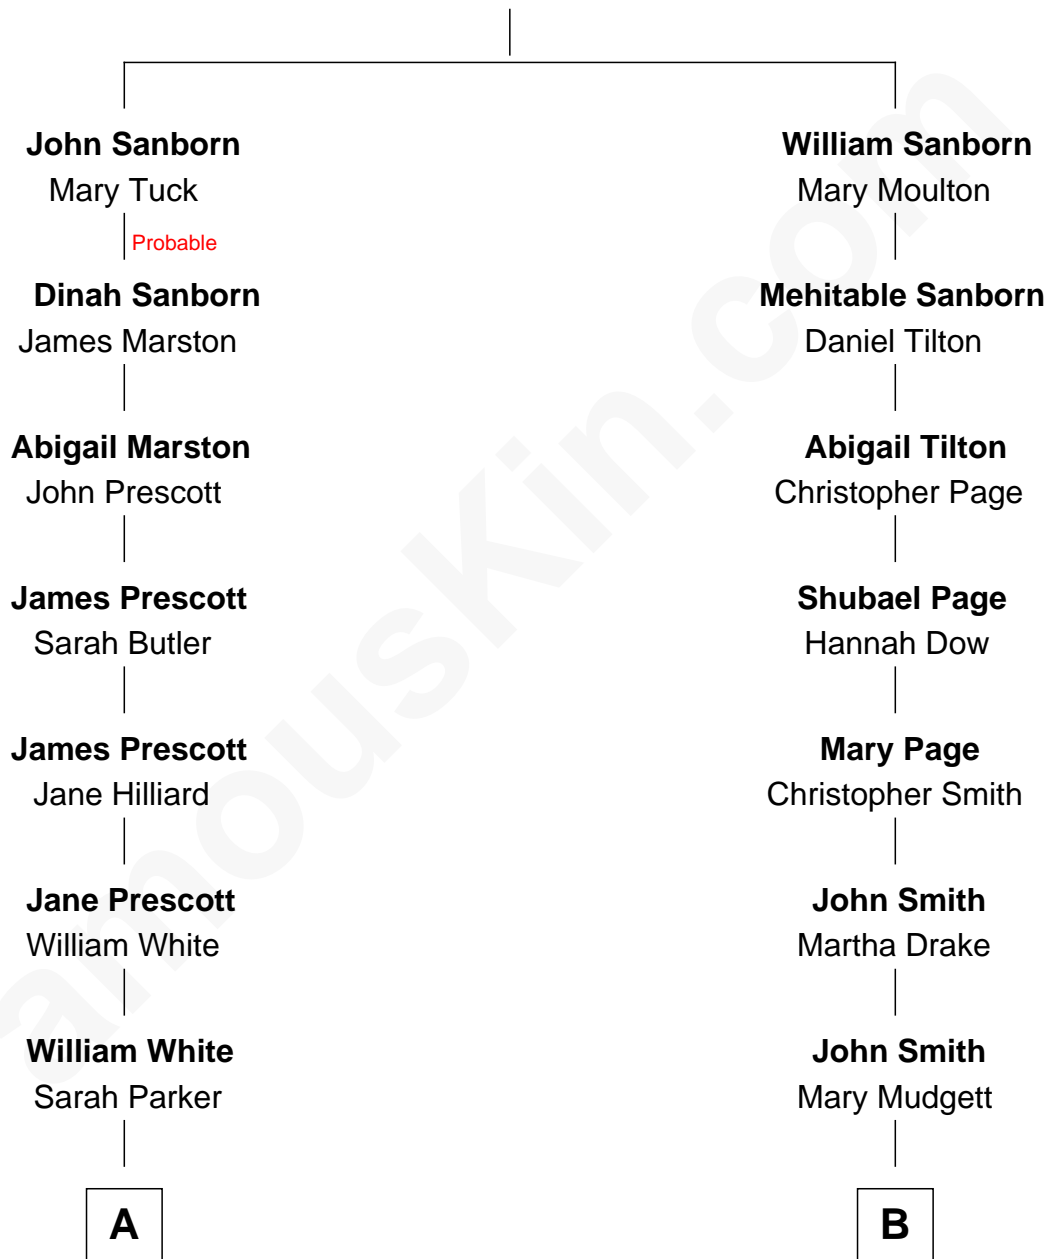 John Sanborn
Mary Tuck
Probable
Dinah Sanborn
James Marston
Abigail Marston
John Prescott
James Prescott
Sarah Butler
James Prescott
Jane Hilliard
Jane Prescott
William White
William White
Sarah Parker
A
William Sanborn
Mary Moulton
Mehitable Sanborn
Daniel Tilton
Abigail Tilton
Christopher Page
Shubael Page
Hannah Dow
Mary Page
Christopher Smith
John Smith
Martha Drake
John Smith
Mary Mudgett
B
amouskin.com